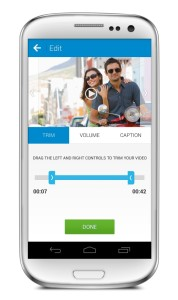 Edit
TRIM VOLUME CAPTION
DRAG THE LEFT AND RIGHT CONTROLS TO TRIM YOUR VIDEO
00:07 00:42
DONE